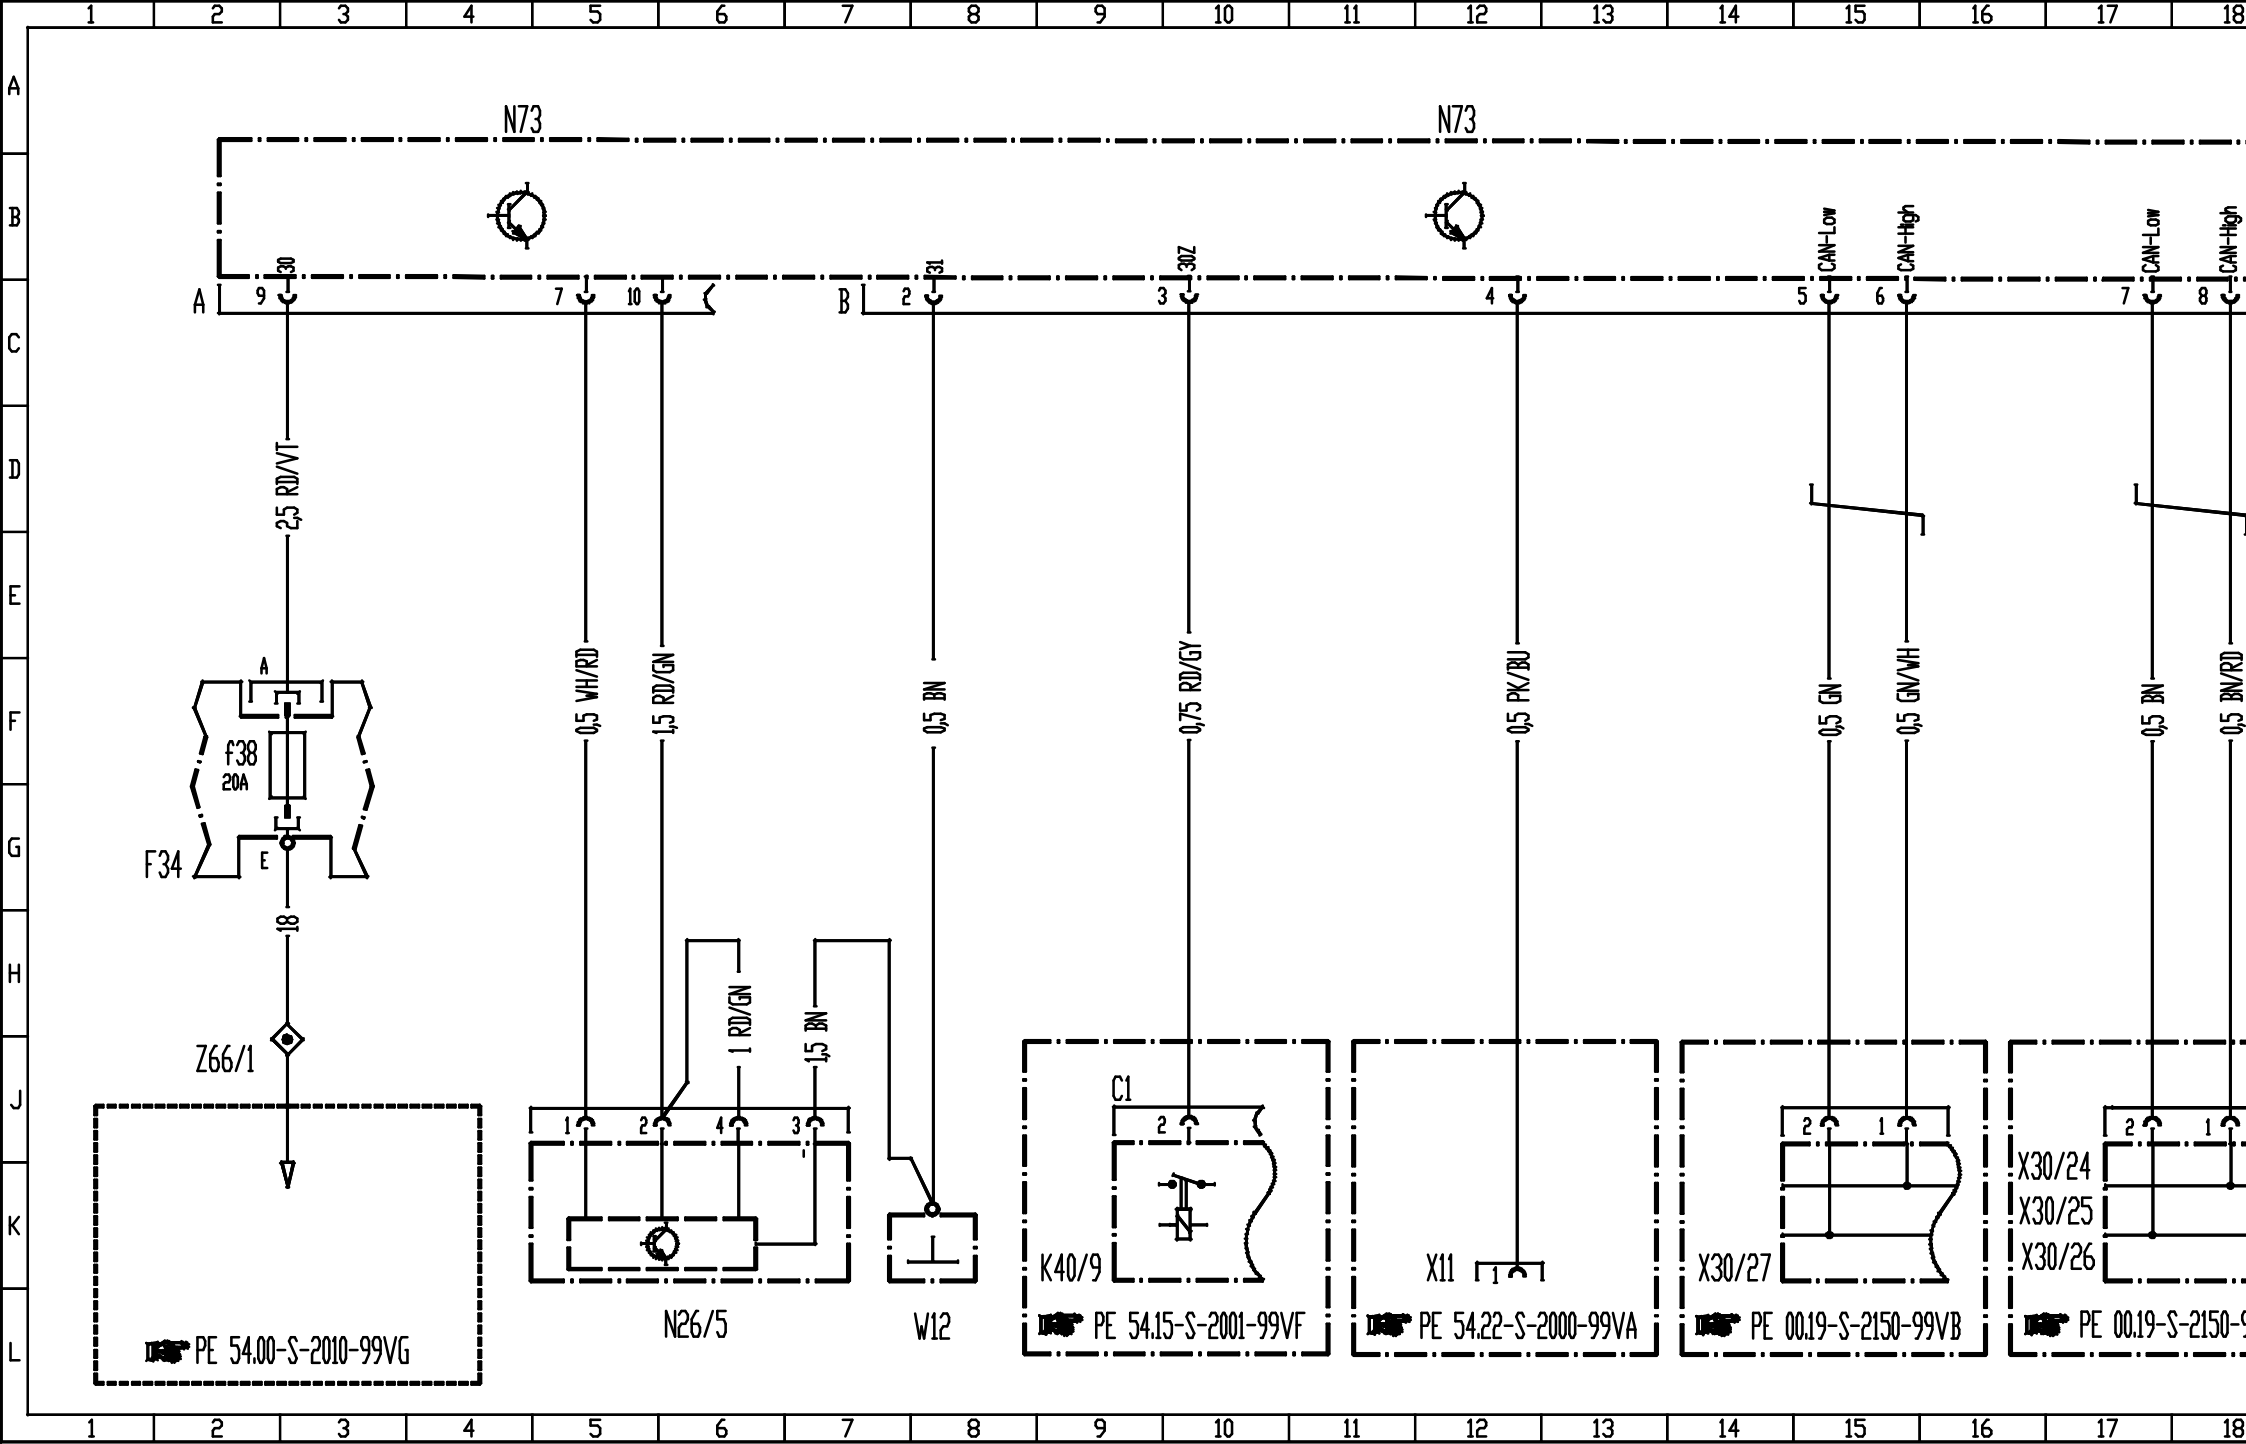 1 2 3 4 5 6 7 8 9 10 11 12 13 14 15 16 17 18
A
N73 N73
B
30 31 30Z CAN-Low CAN-High CAN-Low CAN-High
A 9 7 10 B 2 3 4 5 6 7 8
C
D
2,5 RD/VT
E
A
0,5 WH/RD 1,5 RD/GN 0,5 BN 0,75 RD/GY 0,5 PK/BU 0,5 GN 0,5 GN/WH 0,5 BN 0,5 BN/RD
F
f38
20A
G
F34 E
18
H
1 RD/GN 1,5 BN
Z66/1
J
C1
1 2 4 3 2 2 1 2 1
X30/24
K
X30/25
K40/9 X11 1 X30/27 X30/26
N26/5 W12 PE 54.15-S-2001-99VF PE 54.22-S-2000-99VA PE 00.19-S-2150-99VB PE 00.19-S-2150-9
L
PE 54.00-S-2010-99VG
1 2 3 4 5 6 7 8 9 10 11 12 13 14 15 16 17 18